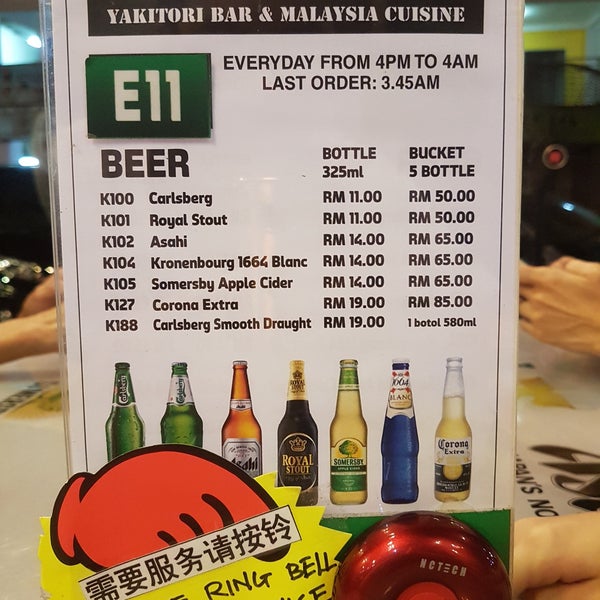 YAKITORI BAR & MALAYSIA CUISINE
EVERYDAY FROM 4PM TO 4AM
LAST ORDER: 3.45AM
E11
BEER BOTTLE BUCKET
325ml 5 BOTTLE
K100 Carlsberg RM 11.00 RM 50.00
K101 Royal Stout RM 11.00 RM 50.00
K102 Asahi RM 14.00 RM 65.00
K104 Kronenbourg 1664 Blanc RM 14.00 RM 65.00
K105 Somersby Apple Cider RM 14.00 RM 65.00
K127 Corona Extra RM 19.00 RM 85.00
K188 Carlsberg Smooth Draught RM 19.00 1 botol 580ml
Carlsberg
Carlsberg
Asahi
ROYAL
STOUT
SOMERSBY
APPLE CIDER
1664
BLANC
Corona
Extra
需要服务请按铃
RING BELL
NCTECH